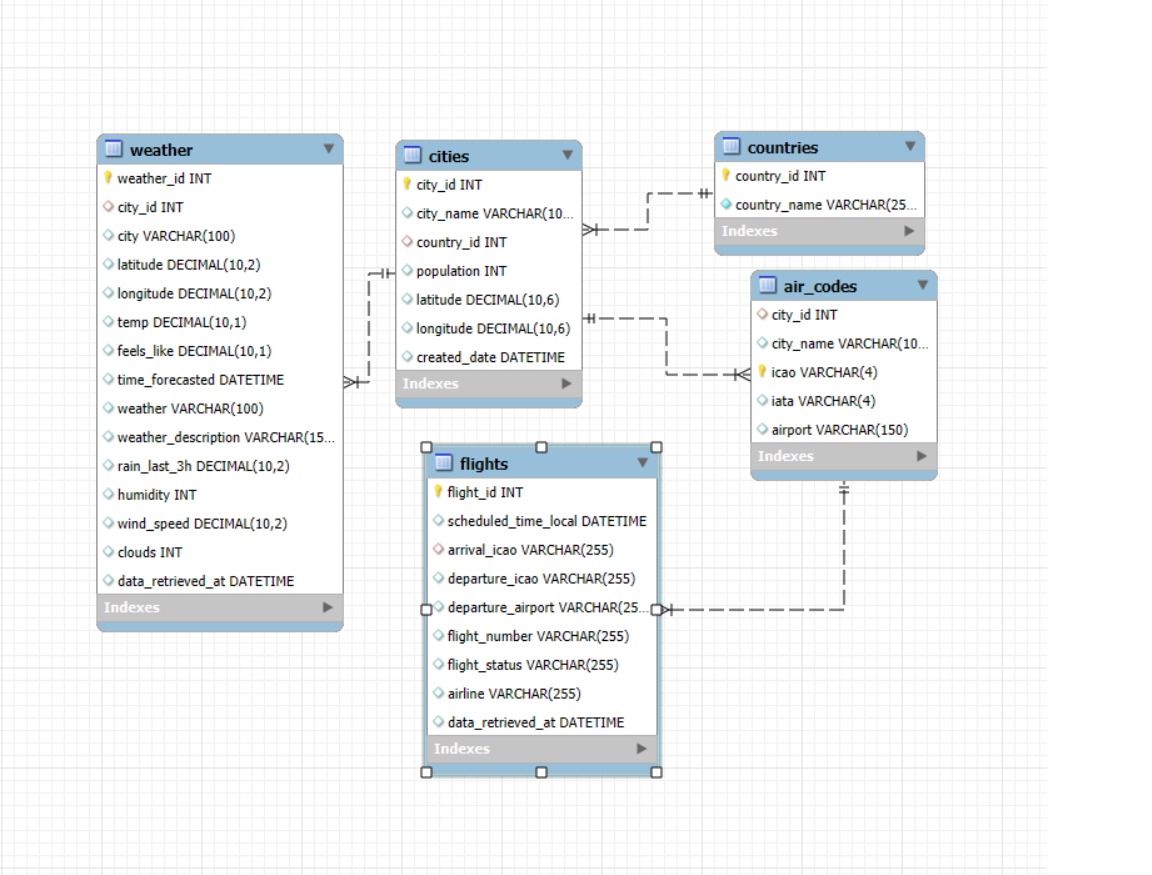 weather
weather_id INT
city_id INT
city VARCHAR(100)
latitude DECIMAL(10,2)
longitude DECIMAL(10,2)
temp DECIMAL(10,1)
feels_like DECIMAL(10,1)
time_forecasted DATETIME
weather VARCHAR(100)
weather_description VARCHAR(15...
rain_last_3h DECIMAL(10,2)
humidity INT
wind_speed DECIMAL(10,2)
clouds INT
data_retrieved_at DATETIME
Indexes
cities
city_id INT
city_name VARCHAR(10...
country_id INT
population INT
latitude DECIMAL(10,6)
longitude DECIMAL(10,6)
created_date DATETIME
Indexes
countries
country_id INT
country_name VARCHAR(25...
Indexes
air_codes
city_id INT
city_name VARCHAR(10...
icao VARCHAR(4)
iata VARCHAR(4)
airport VARCHAR(150)
Indexes
flights
flight_id INT
scheduled_time_local DATETIME
arrival_icao VARCHAR(255)
departure_icao VARCHAR(255)
departure_airport VARCHAR(25...
flight_number VARCHAR(255)
flight_status VARCHAR(255)
airline VARCHAR(255)
data_retrieved_at DATETIME
Indexes